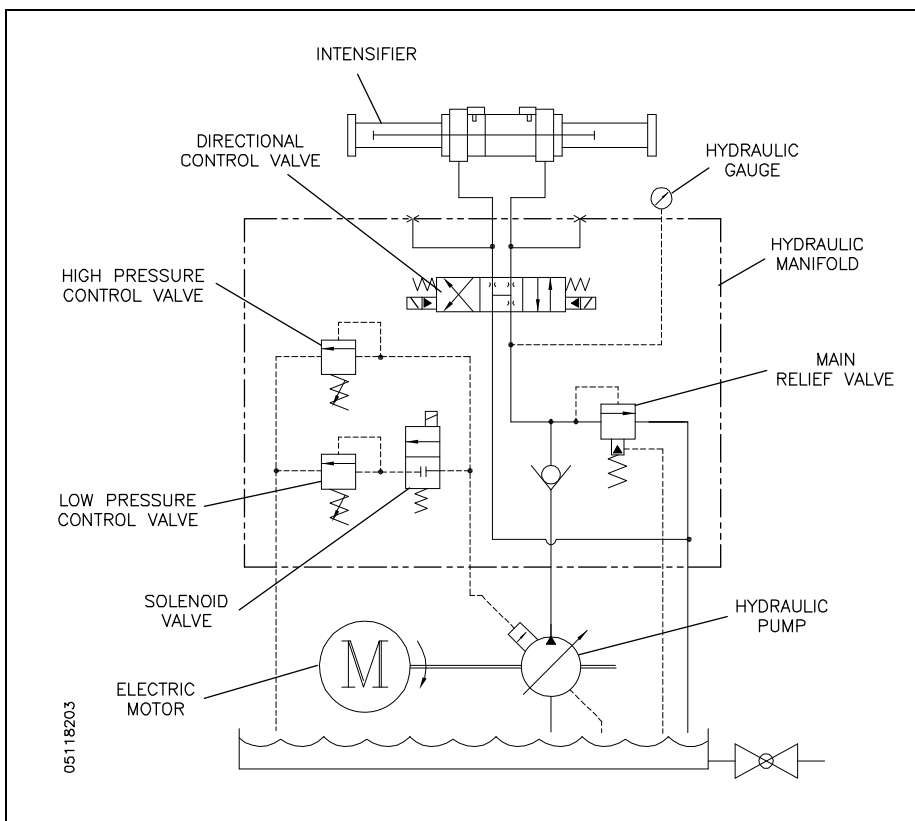 INTENSIFIER
DIRECTIONAL
CONTROL VALVE
HYDRAULIC
GAUGE
HIGH PRESSURE
CONTROL VALVE
HYDRAULIC
MANIFOLD
MAIN
RELIEF VALVE
LOW PRESSURE
CONTROL VALVE
SOLENOID
VALVE
HYDRAULIC
PUMP
M
ELECTRIC
MOTOR
05118203